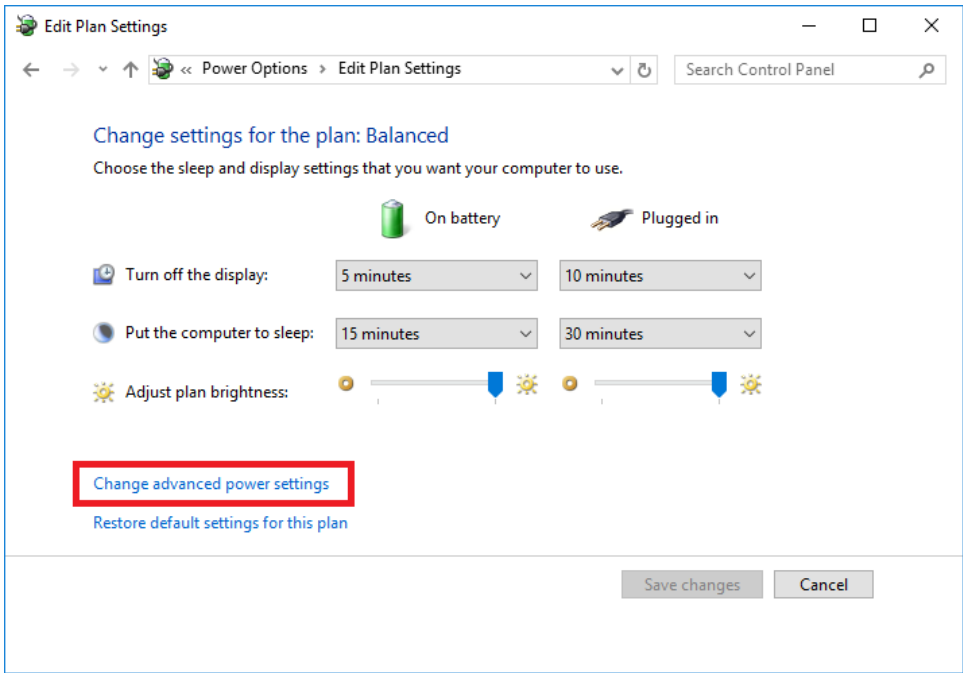 Edit Plan Settings
« Power Options › Edit Plan Settings
Search Control Panel
Change settings for the plan: Balanced
Choose the sleep and display settings that you want your computer to use.
On battery
Plugged in
Turn off the display:
5 minutes
10 minutes
Put the computer to sleep:
15 minutes
30 minutes
Adjust plan brightness:
Change advanced power settings
Restore default settings for this plan
Save changes
Cancel